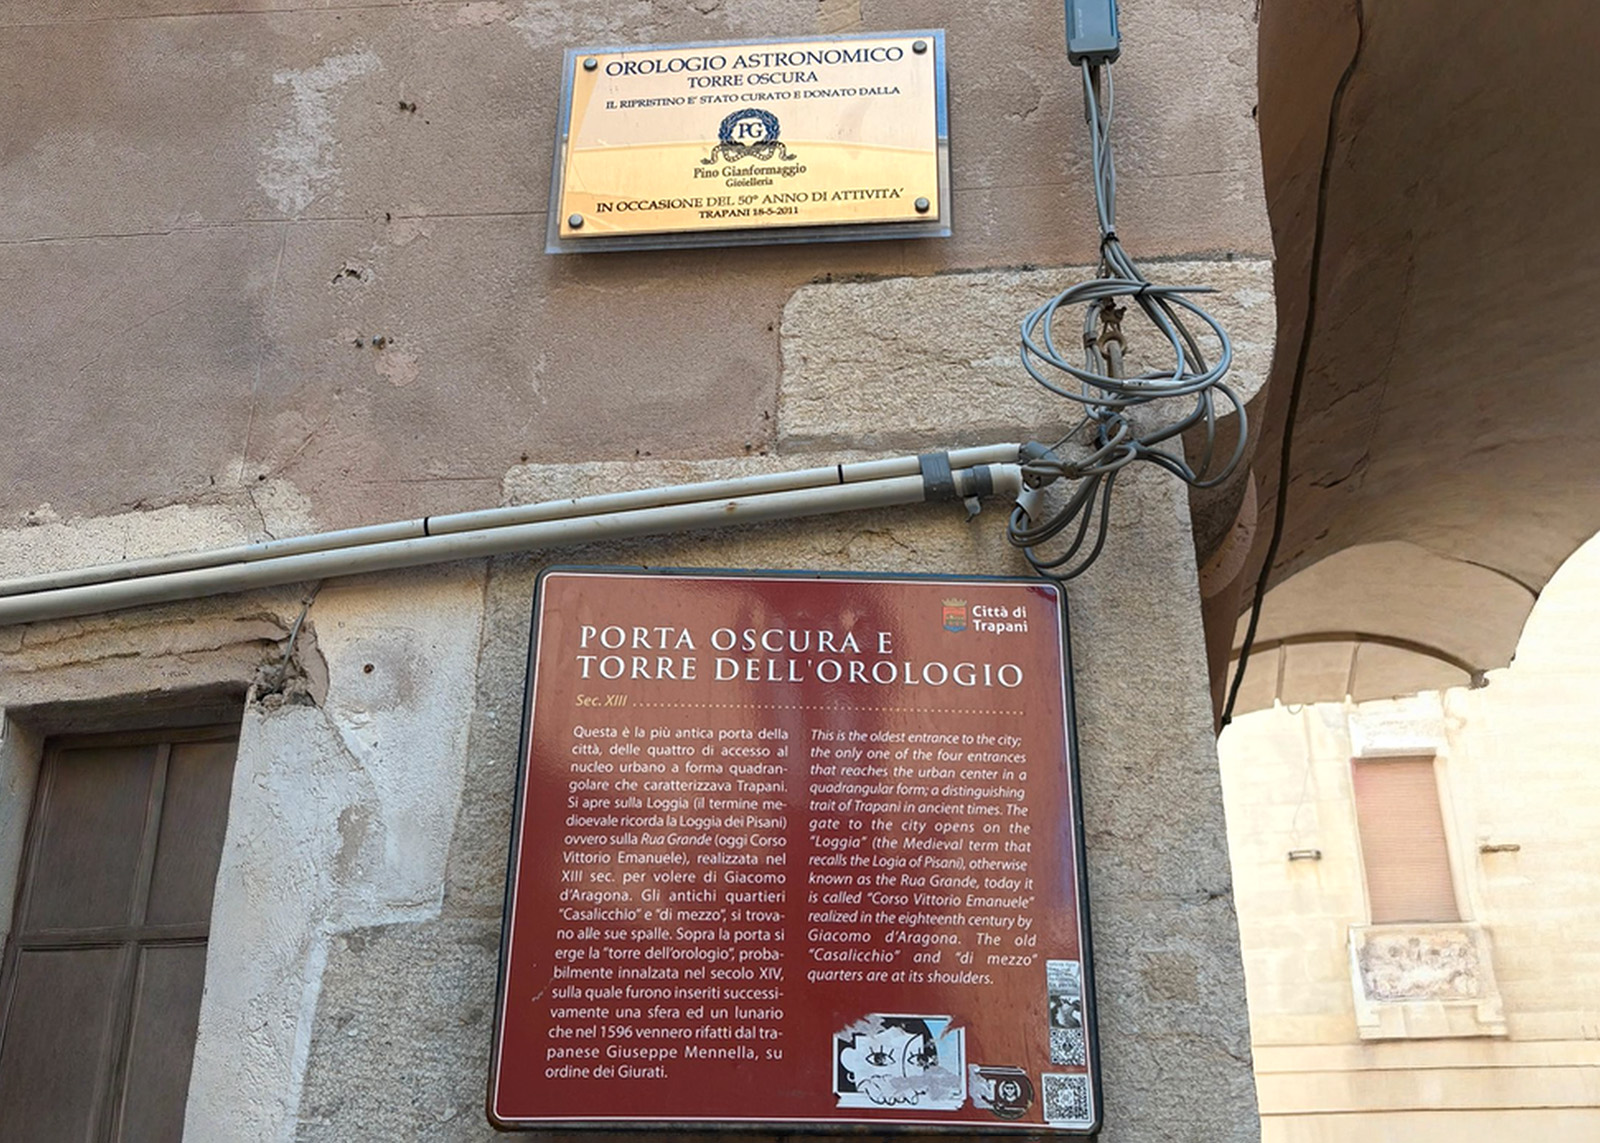 OROLOGIO ASTRONOMICO
TORRE OSCURA
IL RIPRISTINO E' STATO CURATO E DONATO DALLA
PG
Pino Gianformaggio
Gioielleria
IN OCCASIONE DEL 50° ANNO DI ATTIVITA'
TRAPANI 18-5-2011
Città di
Trapani
PORTA OSCURA E
TORRE DELL'OROLOGIO
Sec. XIII
Questa è la più antica porta della
città, delle quattro di accesso al
nucleo urbano a forma quadran-
golare che caratterizzava Trapani.
Si apre sulla Loggia (il termine me-
dioevale ricorda la Loggia dei Pisani)
ovvero sulla Rua Grande (oggi Corso
Vittorio Emanuele), realizzata nel
XIII sec. per volere di Giacomo
d'Aragona. Gli antichi quartieri
"Casalicchio" e "di mezzo", si trova-
no alle sue spalle. Sopra la porta si
erge la "torre dell'orologio", proba-
bilmente innalzata nel secolo XIV,
sulla quale furono inseriti successi-
vamente una sfera ed un lunario
che nel 1596 vennero rifatti dal tra-
panese Giuseppe Mennella, su
ordine dei Giurati.
This is the oldest entrance to the city;
the only one of the four entrances
that reaches the urban center in a
quadrangular form; a distinguishing
trait of Trapani in ancient times. The
gate to the city opens on the
"Loggia" (the Medieval term that
recalls the Logia of Pisani), otherwise
known as the Rua Grande, today it
is called "Corso Vittorio Emanuele"
realized in the eighteenth century by
Giacomo d'Aragona. The old
"Casalicchio" and "di mezzo"
quarters are at its shoulders.